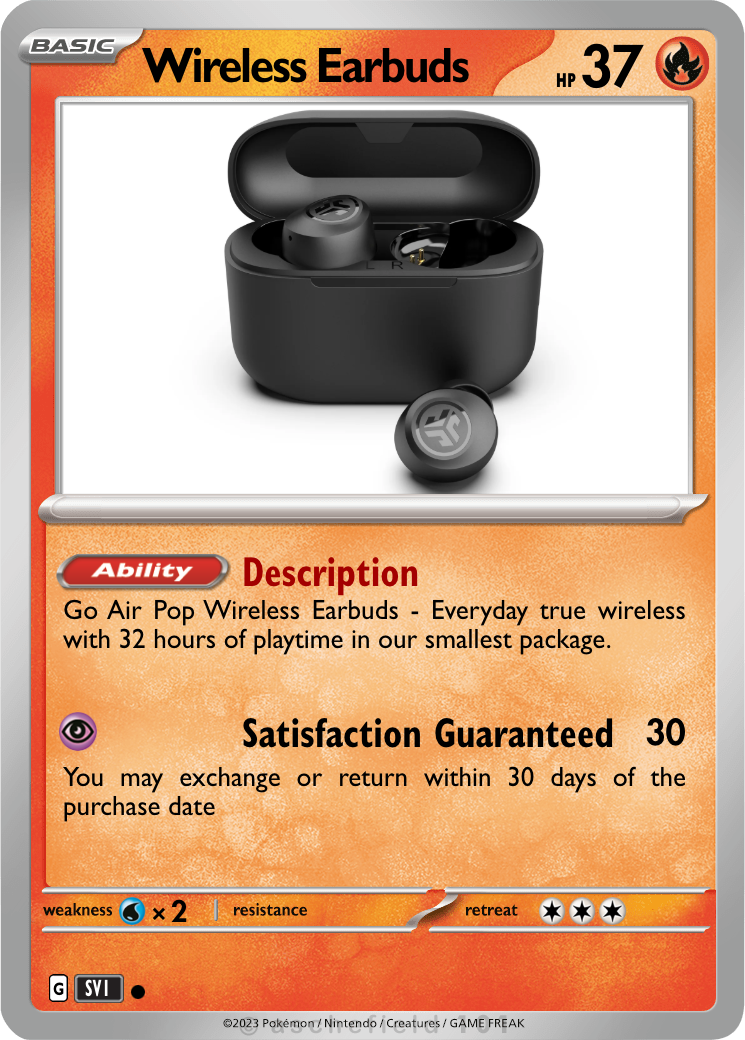 BASIC
Wireless Earbuds
HP 37
L R
Ability Description
Go Air Pop Wireless Earbuds - Everyday true wireless
with 32 hours of playtime in our smallest package.
Satisfaction Guaranteed 30
You may exchange or return within 30 days of the
purchase date
weakness × 2 resistance retreat
G SVI
©2023 Pokémon / Nintendo / Creatures / GAME FREAK